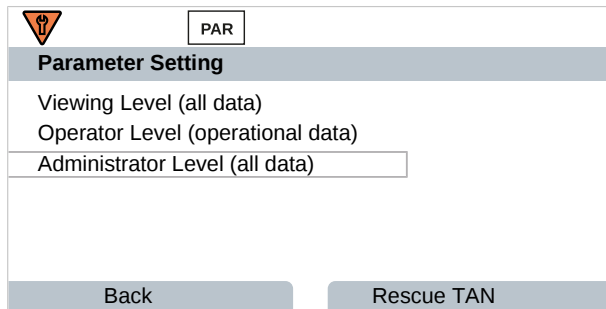 PAR
Parameter Setting
Viewing Level (all data)
Operator Level (operational data)
Administrator Level (all data)
Back Rescue TAN